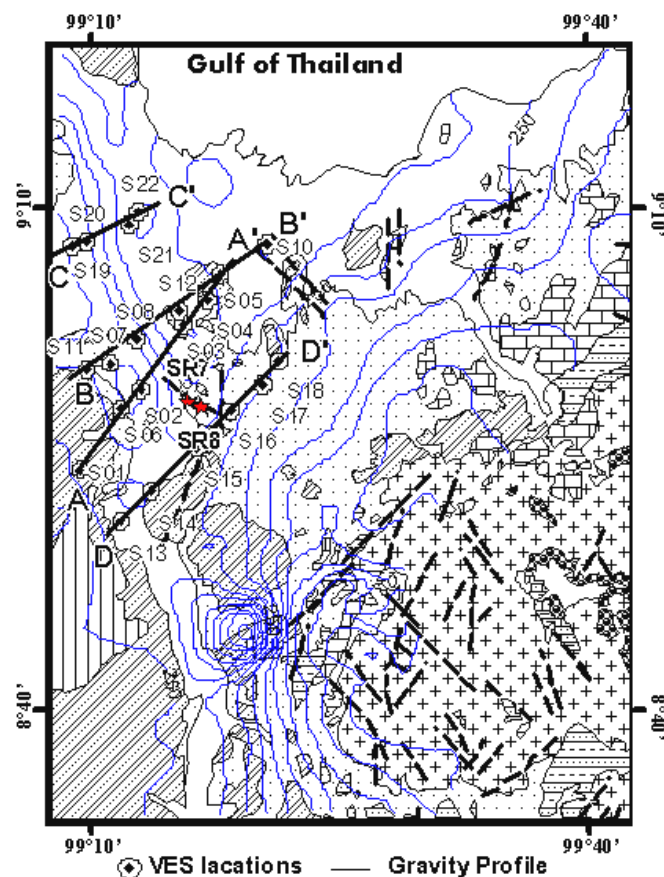 99°10' 99°40'
Gulf of Thailand
250
9°10' 9°10'
S22 C'
S20
B'
A' S10
C S21
S19 S12
S08 S05
S07 S04
S11 S03 D'
SR7
B S18
S02 S17
S06 SR8 S16
S01 S15
A
D S14
S13
8°40' 8°40'
99°10' 99°40'
VES lacations Gravity Profile